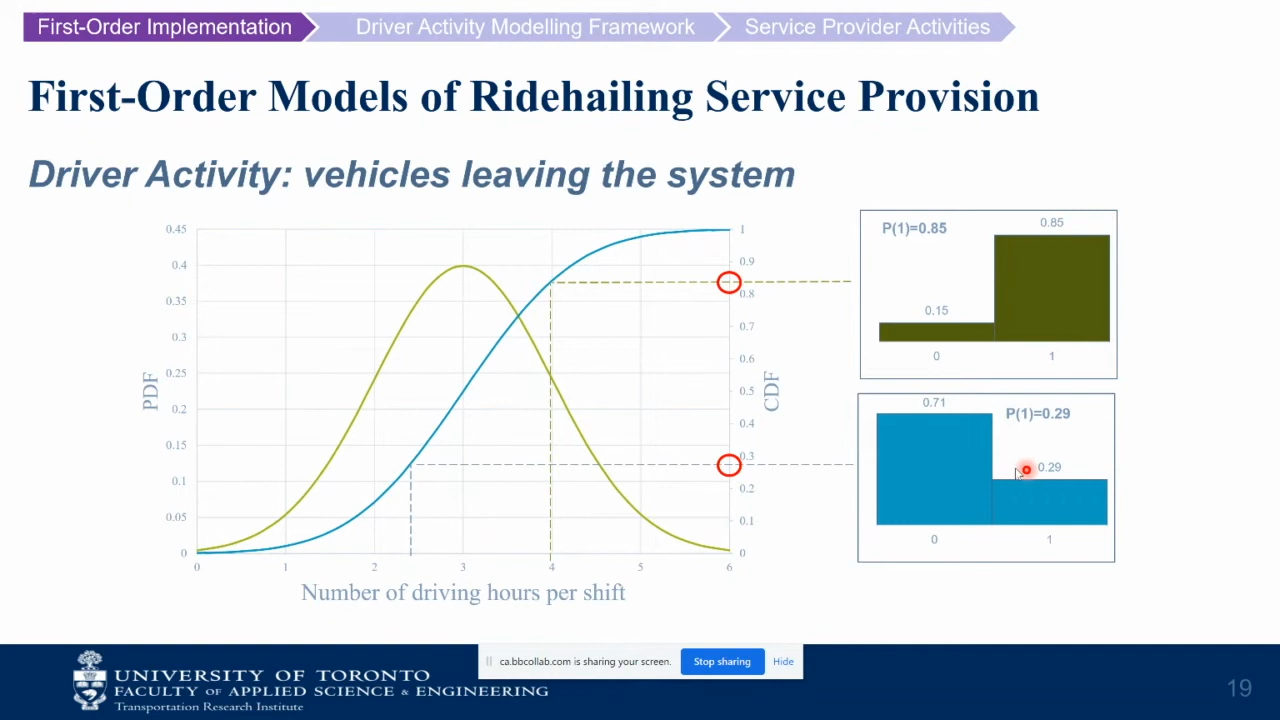 First-Order Implementation
Driver Activity Modelling Framework
Service Provider Activities
First-Order Models of Ridehailing Service Provision
Driver Activity: vehicles leaving the system
0.45
0.4
0.35
0.3
0.25
0.2
0.15
0.1
0.05
0
PDF
0 1 2 3 4 5 6
Number of driving hours per shift
1
0.9
0.8
0.7
0.6
0.5
0.4
0.3
0.2
0.1
0
CDF
P(1)=0.85
0.85
0.15
0 1
0.71
P(1)=0.29
0.29
0 1
UNIVERSITY OF TORONTO
FACULTY OF APPLIED SCIENCE & ENGINEERING
Transportation Research Institute
ca.bbcollab.com is sharing your screen.
Stop sharing
Hide
19